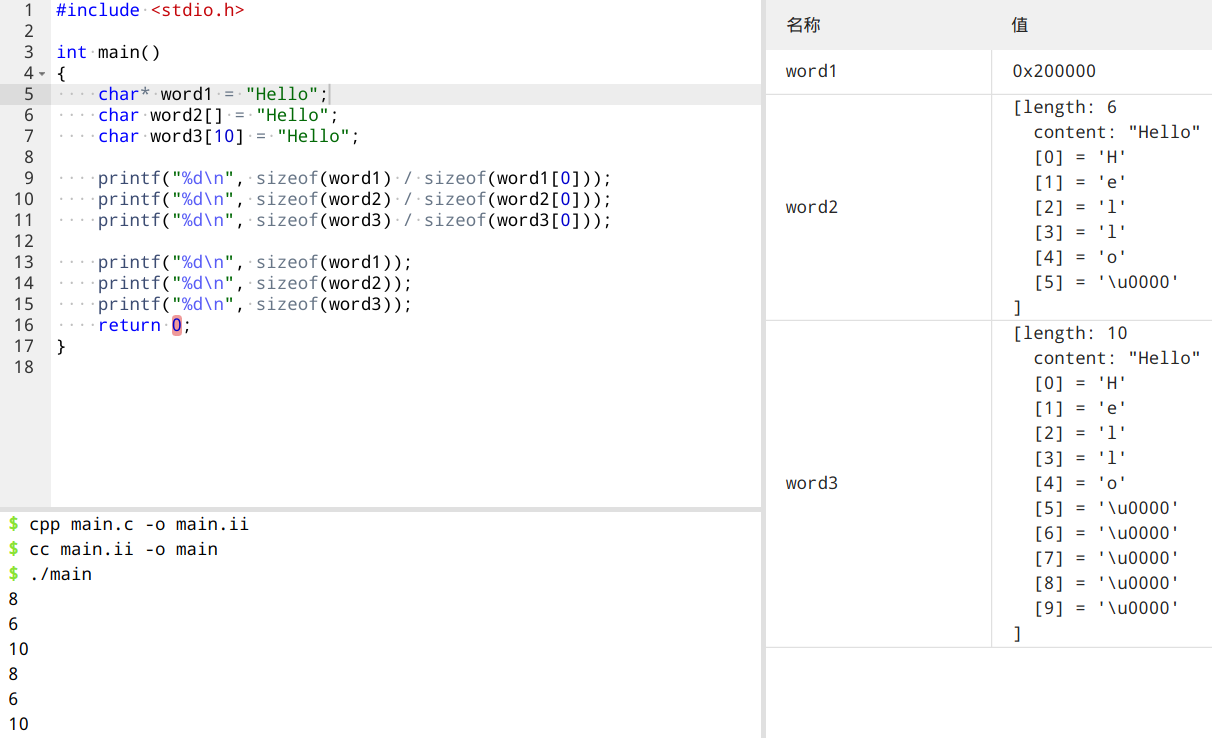 1 #include <stdio.h>
2
3 int main()
4 {
5     char* word1 = "Hello";
6     char word2[] = "Hello";
7     char word3[10] = "Hello";
8
9     printf("%d\n", sizeof(word1) / sizeof(word1[0]));
10     printf("%d\n", sizeof(word2) / sizeof(word2[0]));
11     printf("%d\n", sizeof(word3) / sizeof(word3[0]));
12
13     printf("%d\n", sizeof(word1));
14     printf("%d\n", sizeof(word2));
15     printf("%d\n", sizeof(word3));
16     return 0;
17 }
18
$ cpp main.c -o main.ii
$ cc main.ii -o main
$ ./main
8
6
10
8
6
10
名称 值
word1 0x200000
word2
[length: 6
  content: "Hello"
  [0] = 'H'
  [1] = 'e'
  [2] = 'l'
  [3] = 'l'
  [4] = 'o'
  [5] = '\u0000'
]
word3
[length: 10
  content: "Hello"
  [0] = 'H'
  [1] = 'e'
  [2] = 'l'
  [3] = 'l'
  [4] = 'o'
  [5] = '\u0000'
  [6] = '\u0000'
  [7] = '\u0000'
  [8] = '\u0000'
  [9] = '\u0000'
]